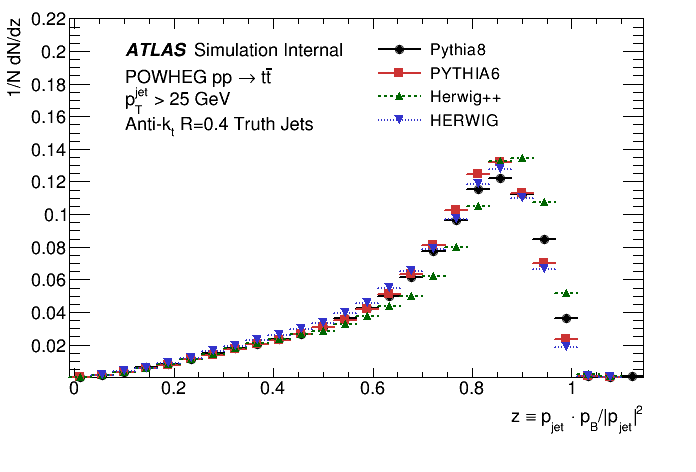 1/N dN/dz
0.22
0.2
0.18
0.16
0.14
0.12
0.1
0.08
0.06
0.04
0.02
ATLAS Simulation Internal
POWHEG pp → tt̄
p_T^jet > 25 GeV
Anti-k_t R=0.4 Truth Jets
Pythia8
PYTHIA6
Herwig++
HERWIG
0 0.2 0.4 0.6 0.8 1
z ≡ p_jet · p_B/|p_jet|²